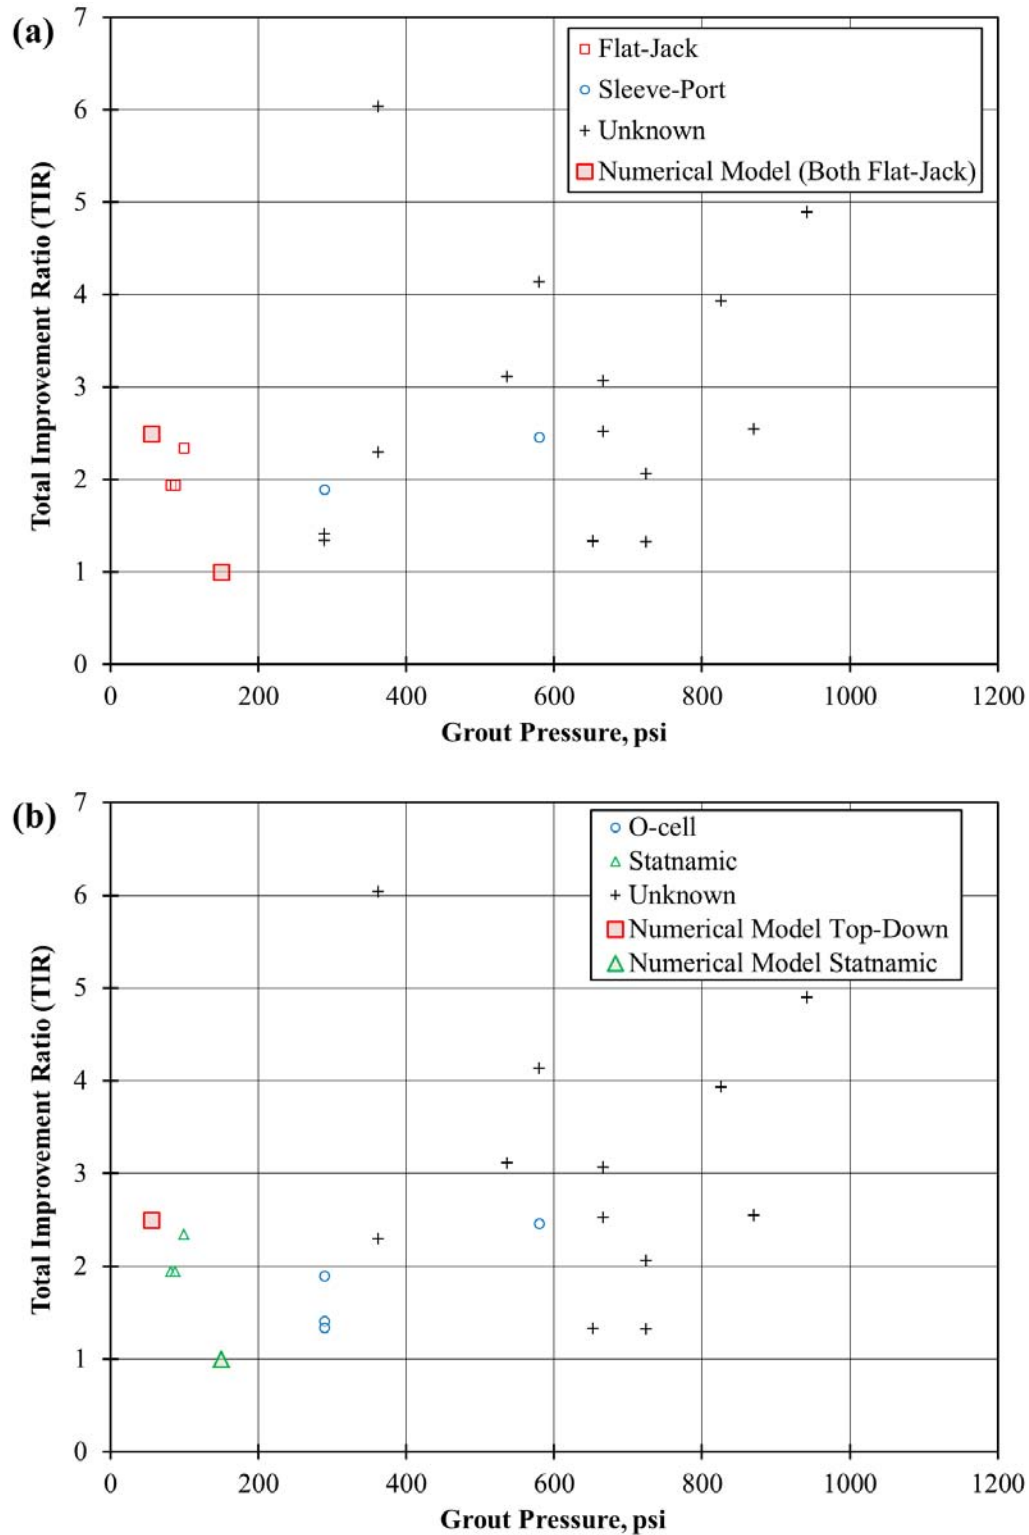 (a)
7
6
5
4
3
2
1
0
Total Improvement Ratio (TIR)
Flat-Jack
Sleeve-Port
Unknown
Numerical Model (Both Flat-Jack)
0 200 400 600 800 1000 1200
Grout Pressure, psi
(b)
7
6
5
4
3
2
1
0
Total Improvement Ratio (TIR)
O-cell
Statnamic
Unknown
Numerical Model Top-Down
Numerical Model Statnamic
0 200 400 600 800 1000 1200
Grout Pressure, psi